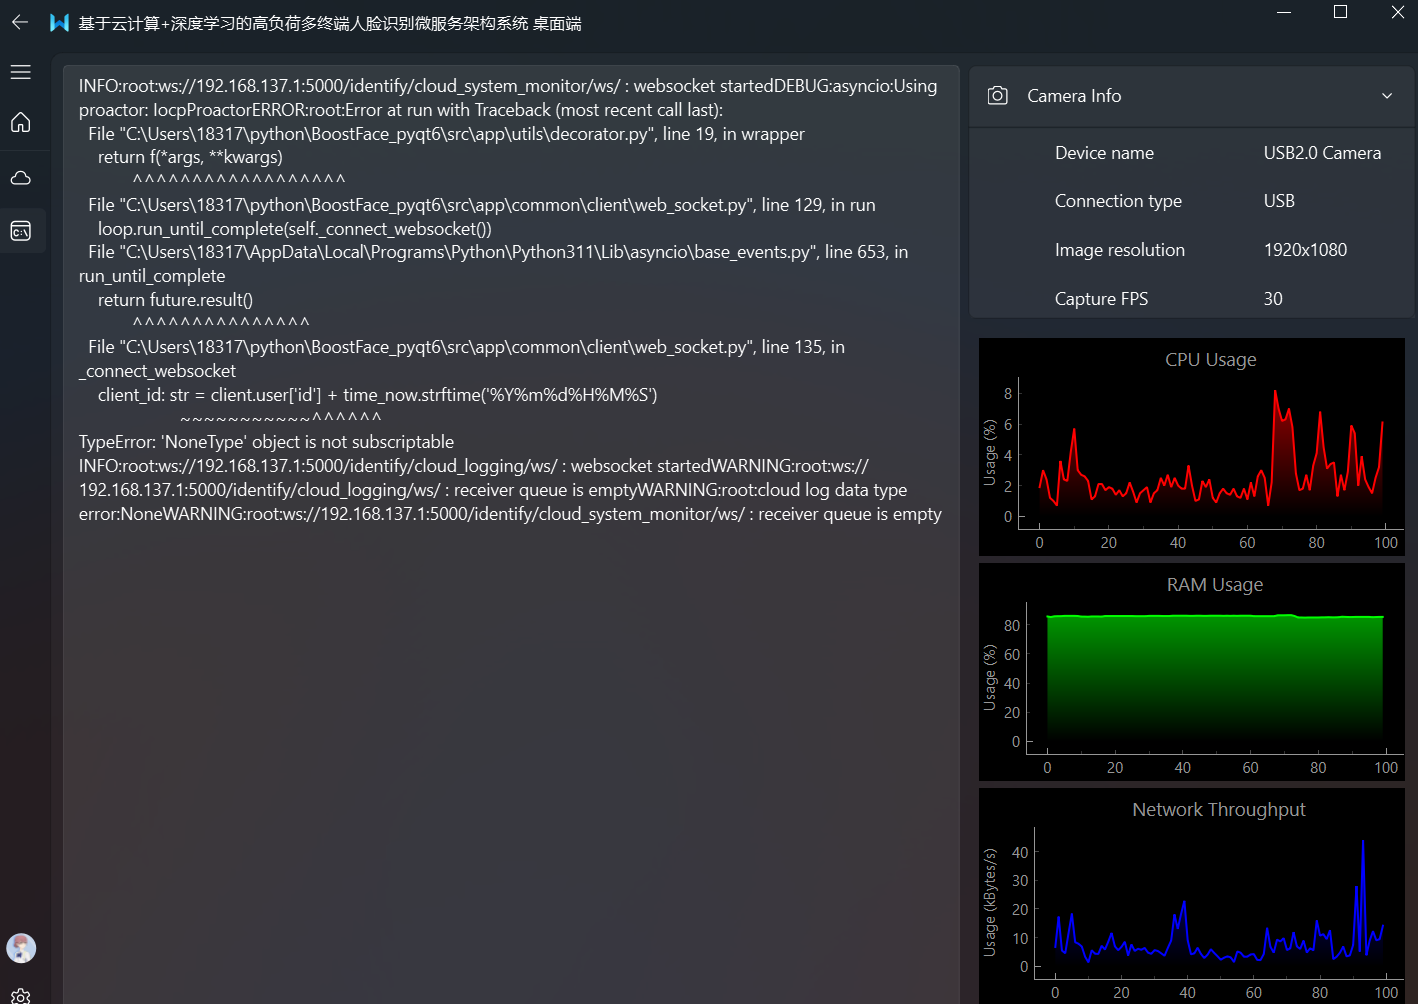 基于云计算+深度学习的高负荷多终端人脸识别微服务架构系统 桌面端
INFO:root:ws://192.168.137.1:5000/identify/cloud_system_monitor/ws/ : websocket startedDEBUG:asyncio:Using
proactor: IocpProactorERROR:root:Error at run with Traceback (most recent call last):
File "C:\Users\18317\python\BoostFace_pyqt6\src\app\utils\decorator.py", line 19, in wrapper
return f(*args, **kwargs)
^^^^^^^^^^^^^^^^^^
File "C:\Users\18317\python\BoostFace_pyqt6\src\app\common\client\web_socket.py", line 129, in run
loop.run_until_complete(self._connect_websocket())
File "C:\Users\18317\AppData\Local\Programs\Python\Python311\Lib\asyncio\base_events.py", line 653, in
run_until_complete
return future.result()
^^^^^^^^^^^^^^^
File "C:\Users\18317\python\BoostFace_pyqt6\src\app\common\client\web_socket.py", line 135, in
_connect_websocket
client_id: str = client.user['id'] + time_now.strftime('%Y%m%d%H%M%S')
~~~~~~~~~~~^^^^^^
TypeError: 'NoneType' object is not subscriptable
INFO:root:ws://192.168.137.1:5000/identify/cloud_logging/ws/ : websocket startedWARNING:root:ws://
192.168.137.1:5000/identify/cloud_logging/ws/ : receiver queue is emptyWARNING:root:cloud log data type
error:NoneWARNING:root:ws://192.168.137.1:5000/identify/cloud_system_monitor/ws/ : receiver queue is empty
Camera Info
Device name USB2.0 Camera
Connection type USB
Image resolution 1920x1080
Capture FPS 30
CPU Usage
Usage (%)
8
6
4
2
0
0 20 40 60 80 100
RAM Usage
Usage (%)
80
60
40
20
0
0 20 40 60 80 100
Network Throughput
Usage (kBytes/s)
40
30
20
10
0
0 20 40 60 80 100